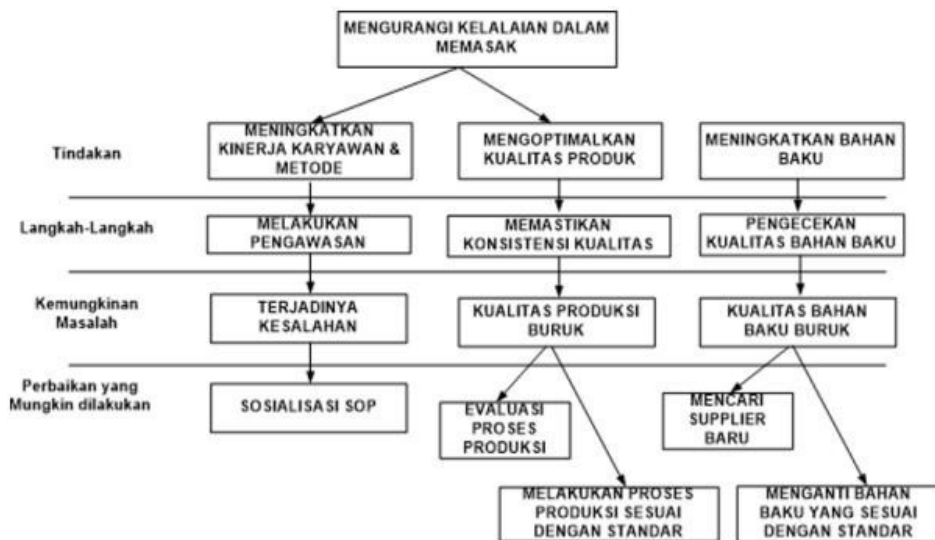 MENGURANGI KELALAIAN DALAM
MEMASAK
Tindakan
MENINGKATKAN
KINERJA KARYAWAN &
METODE
MENGOPTIMALKAN
KUALITAS PRODUK
MENINGKATKAN BAHAN
BAKU
Langkah-Langkah
MELAKUKAN
PENGAWASAN
MEMASTIKAN
KONSISTENSI KUALITAS
PENGECEKAN
KUALITAS BAHAN BAKU
Kemungkinan
Masalah
TERJADINYA
KESALAHAN
KUALITAS PRODUKSI
BURUK
KUALITAS BAHAN
BAKU BURUK
Perbaikan yang
Mungkin dilakukan
SOSIALISASI SOP
EVALUASI
PROSES
PRODUKSI
MENCARI
SUPPLIER
BARU
MELAKUKAN PROSES
PRODUKSI SESUAI
DENGAN STANDAR
MENGANTI BAHAN
BAKU YANG SESUAI
DENGAN STANDAR